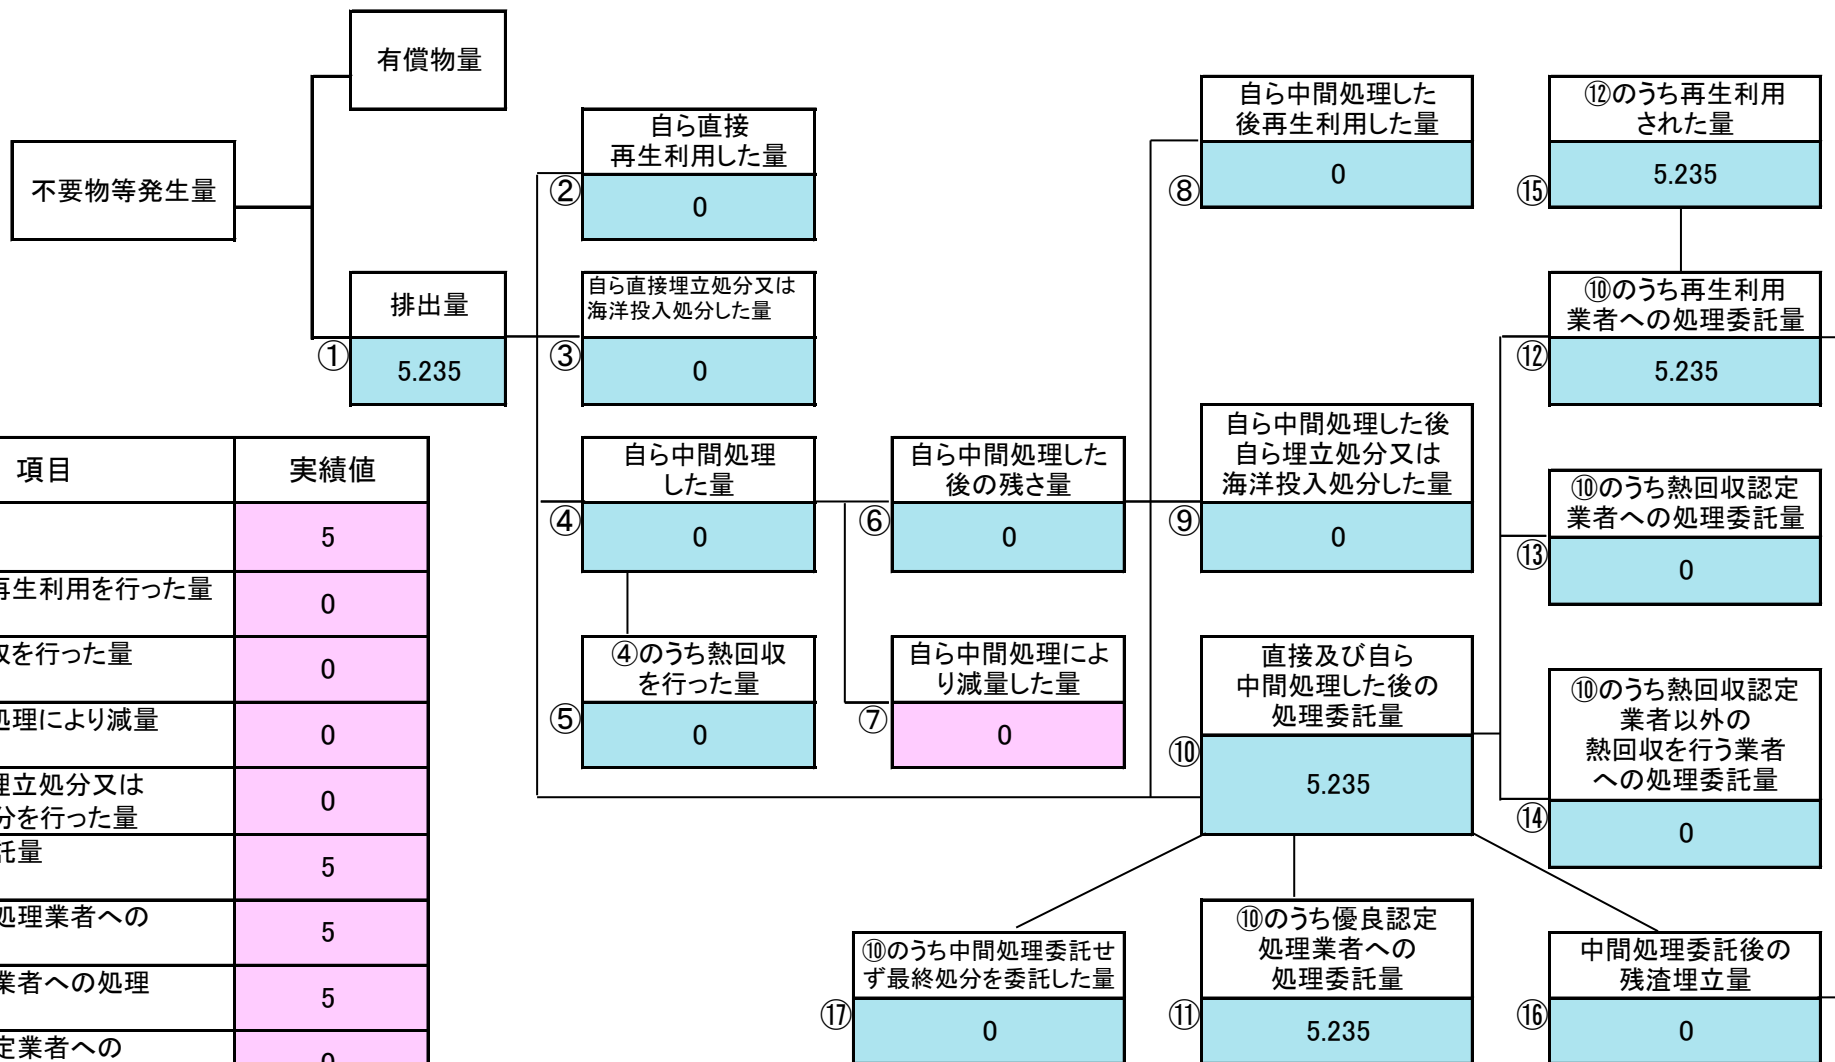 有償物量
不要物等発生量
排出量
①
5.235
自ら直接
再生利用した量
②
0
自ら直接埋立処分又は
海洋投入処分した量
③
0
自ら中間処理
した量
④
0
④のうち熱回収
を行った量
⑤
0
自ら中間処理した
後の残さ量
⑥
0
自ら中間処理によ
り減量した量
⑦
0
自ら中間処理した
後再生利用した量
⑧
0
自ら中間処理した後
自ら埋立処分又は
海洋投入処分した量
⑨
0
直接及び自ら
中間処理した後の
処理委託量
⑩
5.235
⑩のうち優良認定
処理業者への
処理委託量
⑪
5.235
⑫のうち再生利用
された量
⑮
5.235
⑩のうち再生利用
業者への処理委託量
⑫
5.235
⑩のうち熱回収認定
業者への処理委託量
⑬
0
⑩のうち熱回収認定
業者以外の
熱回収を行う業者
への処理委託量
⑭
0
中間処理委託後の
残渣埋立量
⑯
0
⑩のうち中間処理委託せ
ず最終処分を委託した量
⑰
0
項目 実績値
5
再生利用を行った量
0
収を行った量
0
処理により減量
0
埋立処分又は
分を行った量
0
託量
5
処理業者への
5
業者への処理
5
定業者への
0